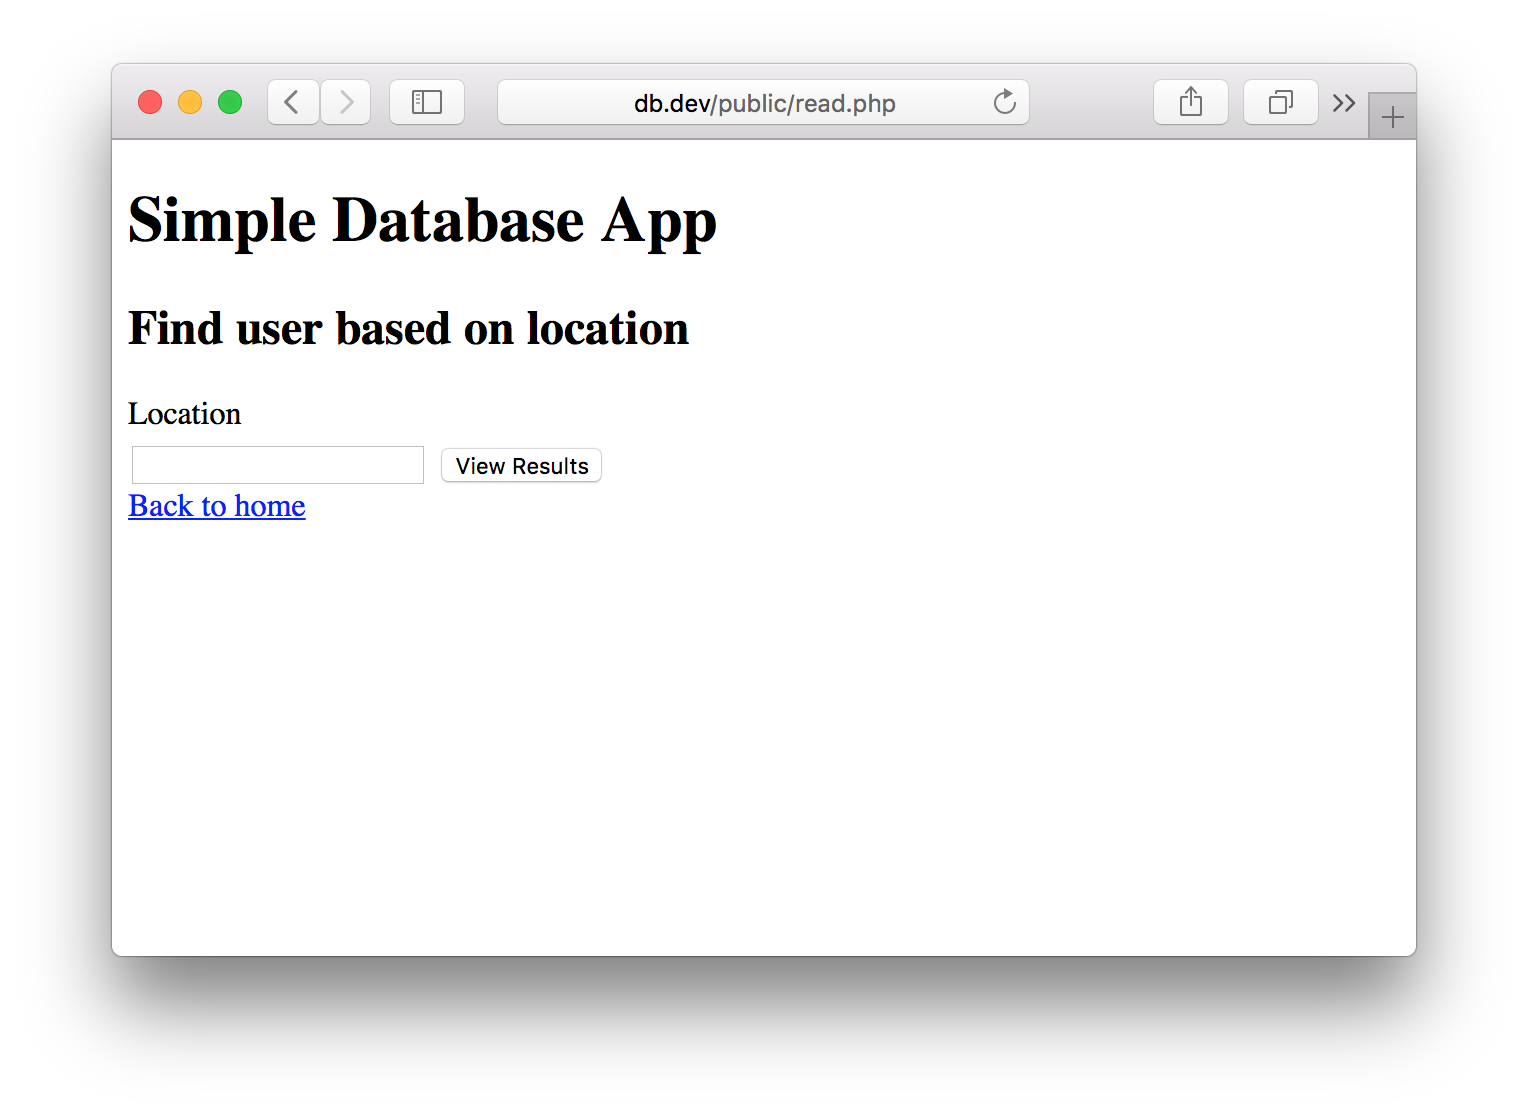 db.dev/public/read.php
Simple Database App
Find user based on location
Location
View Results
Back to home